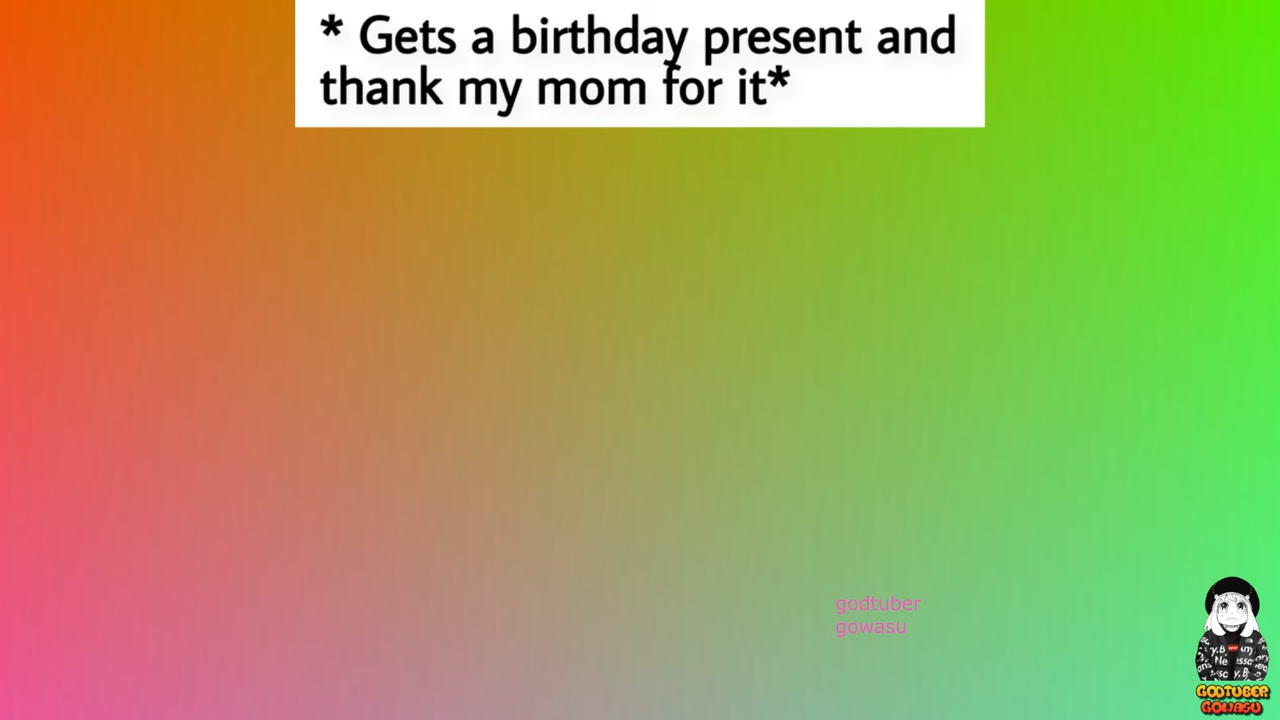 * Gets a birthday present and
thank my mom for it*
godtuber
gowasu
GODTUBER
GOWASU